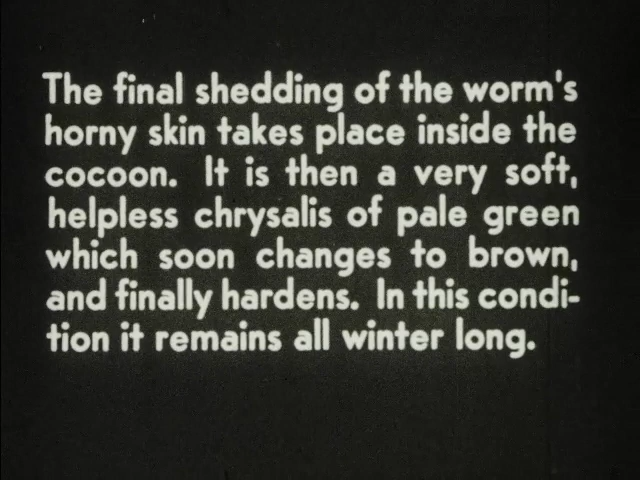 The final shedding of the worm's
horny skin takes place inside the
cocoon. It is then a very soft,
helpless chrysalis of pale green
which soon changes to brown,
and finally hardens. In this condi-
tion it remains all winter long.